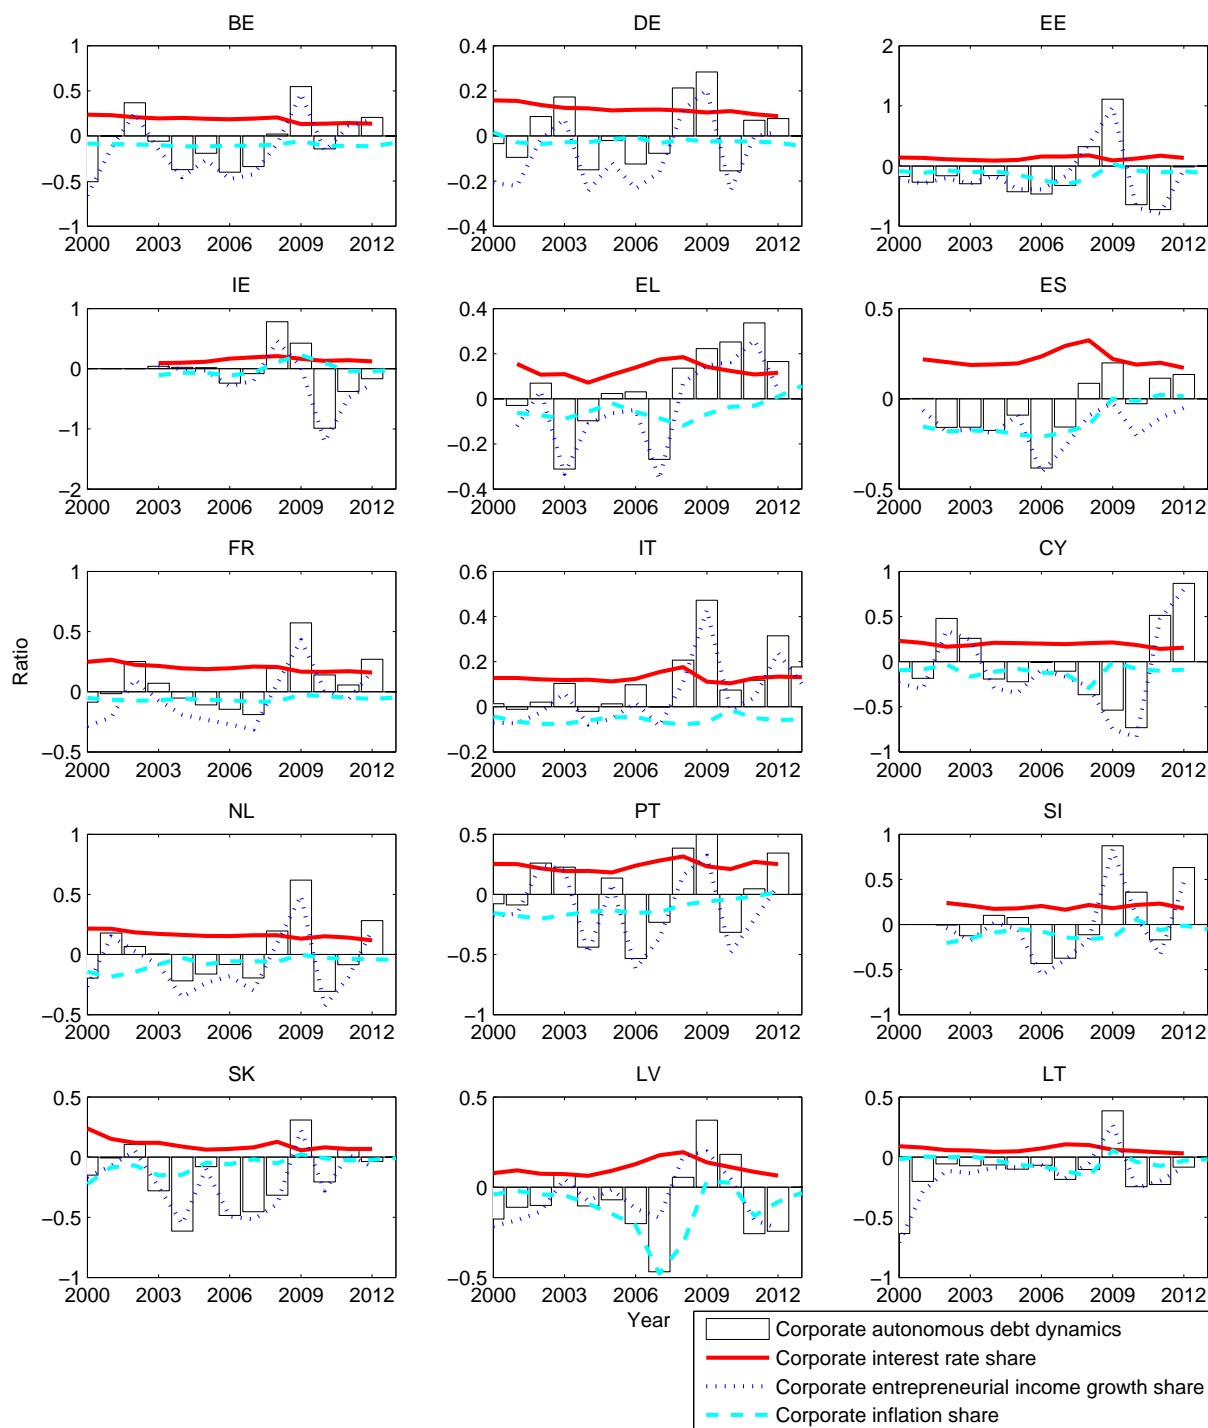 BE
DE
EE
1
0.5
0
−0.5
−1
2000 2003 2006 2009 2012
0.4
0.2
0
−0.2
−0.4
2000 2003 2006 2009 2012
2
1
0
−1
2000 2003 2006 2009 2012
IE
EL
ES
1
0
−1
−2
2000 2003 2006 2009 2012
0.4
0.2
0
−0.2
−0.4
2000 2003 2006 2009 2012
0.5
0
−0.5
2000 2003 2006 2009 2012
FR
IT
CY
Ratio
1
0.5
0
−0.5
2000 2003 2006 2009 2012
0.6
0.4
0.2
0
−0.2
2000 2003 2006 2009 2012
1
0.5
0
−0.5
−1
2000 2003 2006 2009 2012
NL
PT
SI
1
0.5
0
−0.5
2000 2003 2006 2009 2012
0.5
0
−0.5
−1
2000 2003 2006 2009 2012
1
0.5
0
−0.5
−1
2000 2003 2006 2009 2012
SK
LV
LT
0.5
0
−0.5
−1
2000 2003 2006 2009 2012
0.5
0
−0.5
2000 2003 2006 2009 2012
0.5
0
−0.5
−1
2000 2003 2006 2009 2012
Year
Corporate autonomous debt dynamics
Corporate interest rate share
Corporate entrepreneurial income growth share
Corporate inflation share